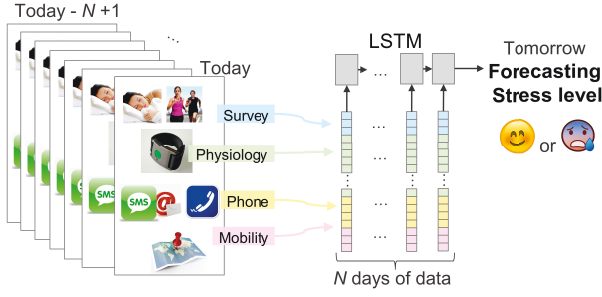 Today - N +1
Today
LSTM
Tomorrow
Forecasting
Stress level
or
Survey
Physiology
Phone
Mobility
SMS
SMS
N days of data